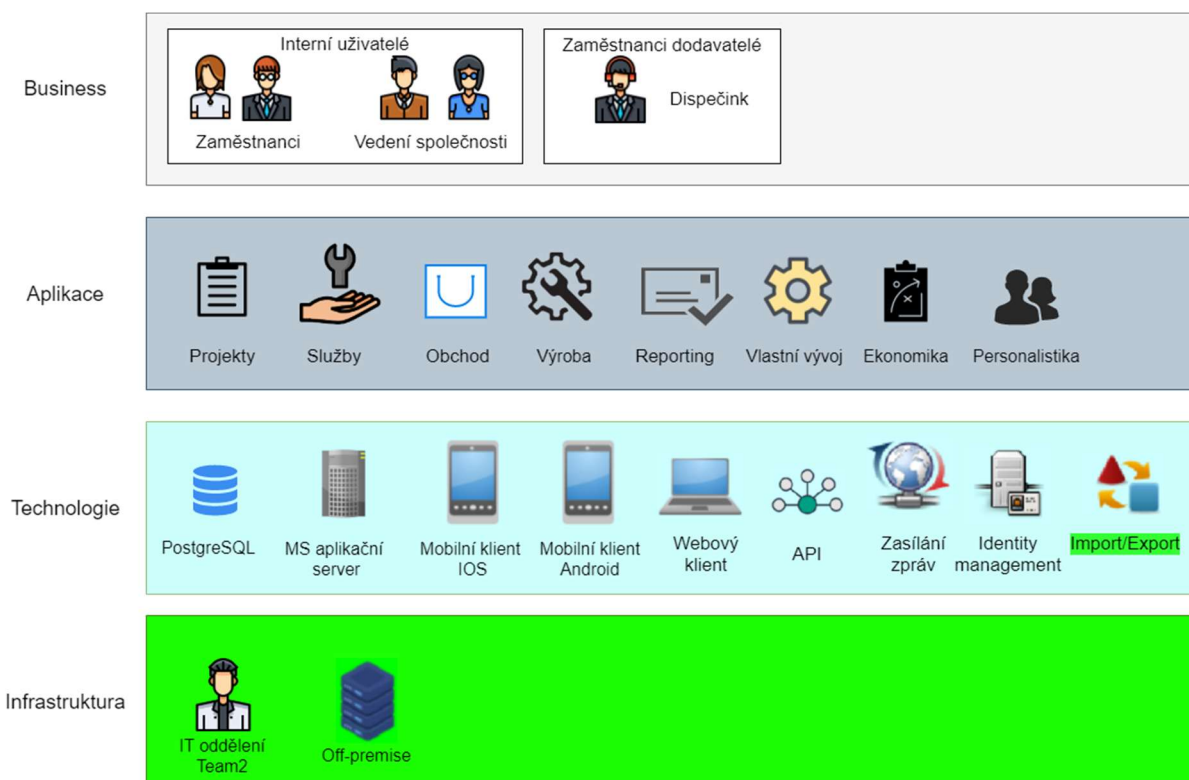 Business
Interní uživatelé
Zaměstnanci
Vedení společnosti
Zaměstnanci dodavatelé
Dispečink
Aplikace
Projekty
Služby
Obchod
Výroba
Reporting
Vlastní vývoj
Ekonomika
Personalistika
Technologie
PostgreSQL
MS aplikační
server
Mobilní klient
IOS
Mobilní klient
Android
Webový
klient
API
Zasílání
zpráv
Identity
management
Import/Export
Infrastruktura
IT oddělení
Team2
Off-premise